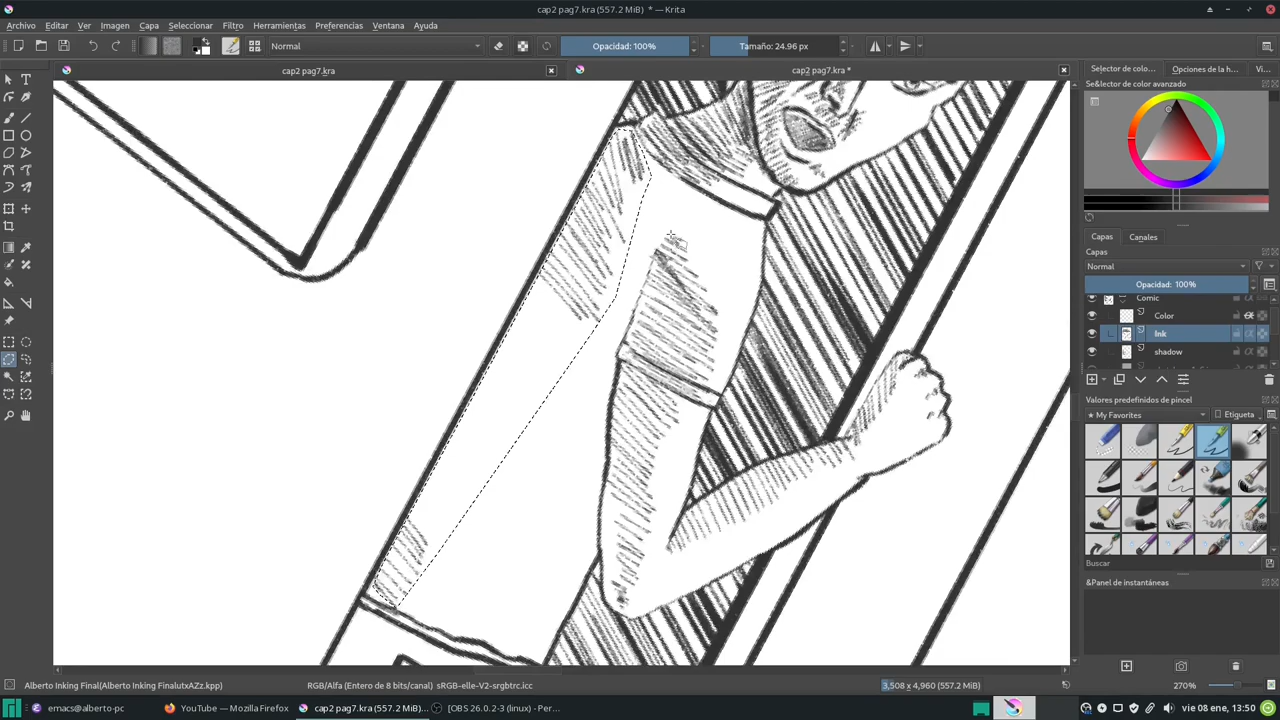 cap2 pag7.kra (557.2 MiB) * — Krita
Archivo Editar Ver Imagen Capa Seleccionar Filtro Herramientas Preferencias Ventana Ayuda
Normal
Opacidad: 100%
Tamaño: 24.96 px
cap2 pag7.kra
cap2 pag7.kra *
Selector de colo...
Opciones de la h...
Vi...
Se&lector de color avanzado
Capas
Canales
Capas
Normal
Opacidad: 100%
Comic
Color
Ink
shadow
Valores predefinidos de pincel
★ My Favorites
Etiqueta
Buscar
&Panel de instantáneas
Alberto Inking Final(Alberto FinalutxAZz.kpp)
RGB/Alfa (Entero de 8 bits/canal) sRGB-elle-V2-srgbtrc.icc
3,508 x 4,960 (557.2 MiB)
270%
emacs@alberto-pc
YouTube — Mozilla Firefox
cap2 pag7.kra (557.2 MiB) ...
[OBS 26.0.2-3 (linux) - Per...
vie 08 ene, 13:50